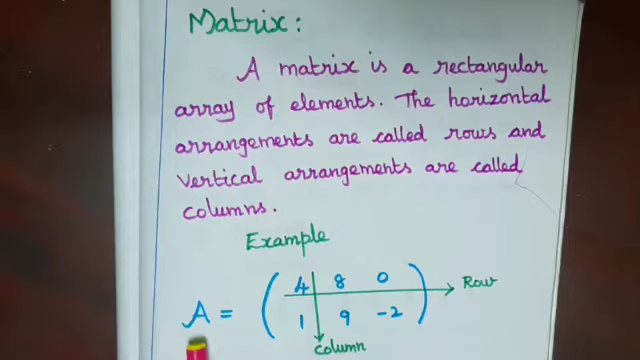 Matrix:
A matrix is a rectangular
array of elements. The horizontal
arrangements are called rows and
vertical arrangements are called
columns.
Example
4 8 0
Row
A =
1 9 -2
column